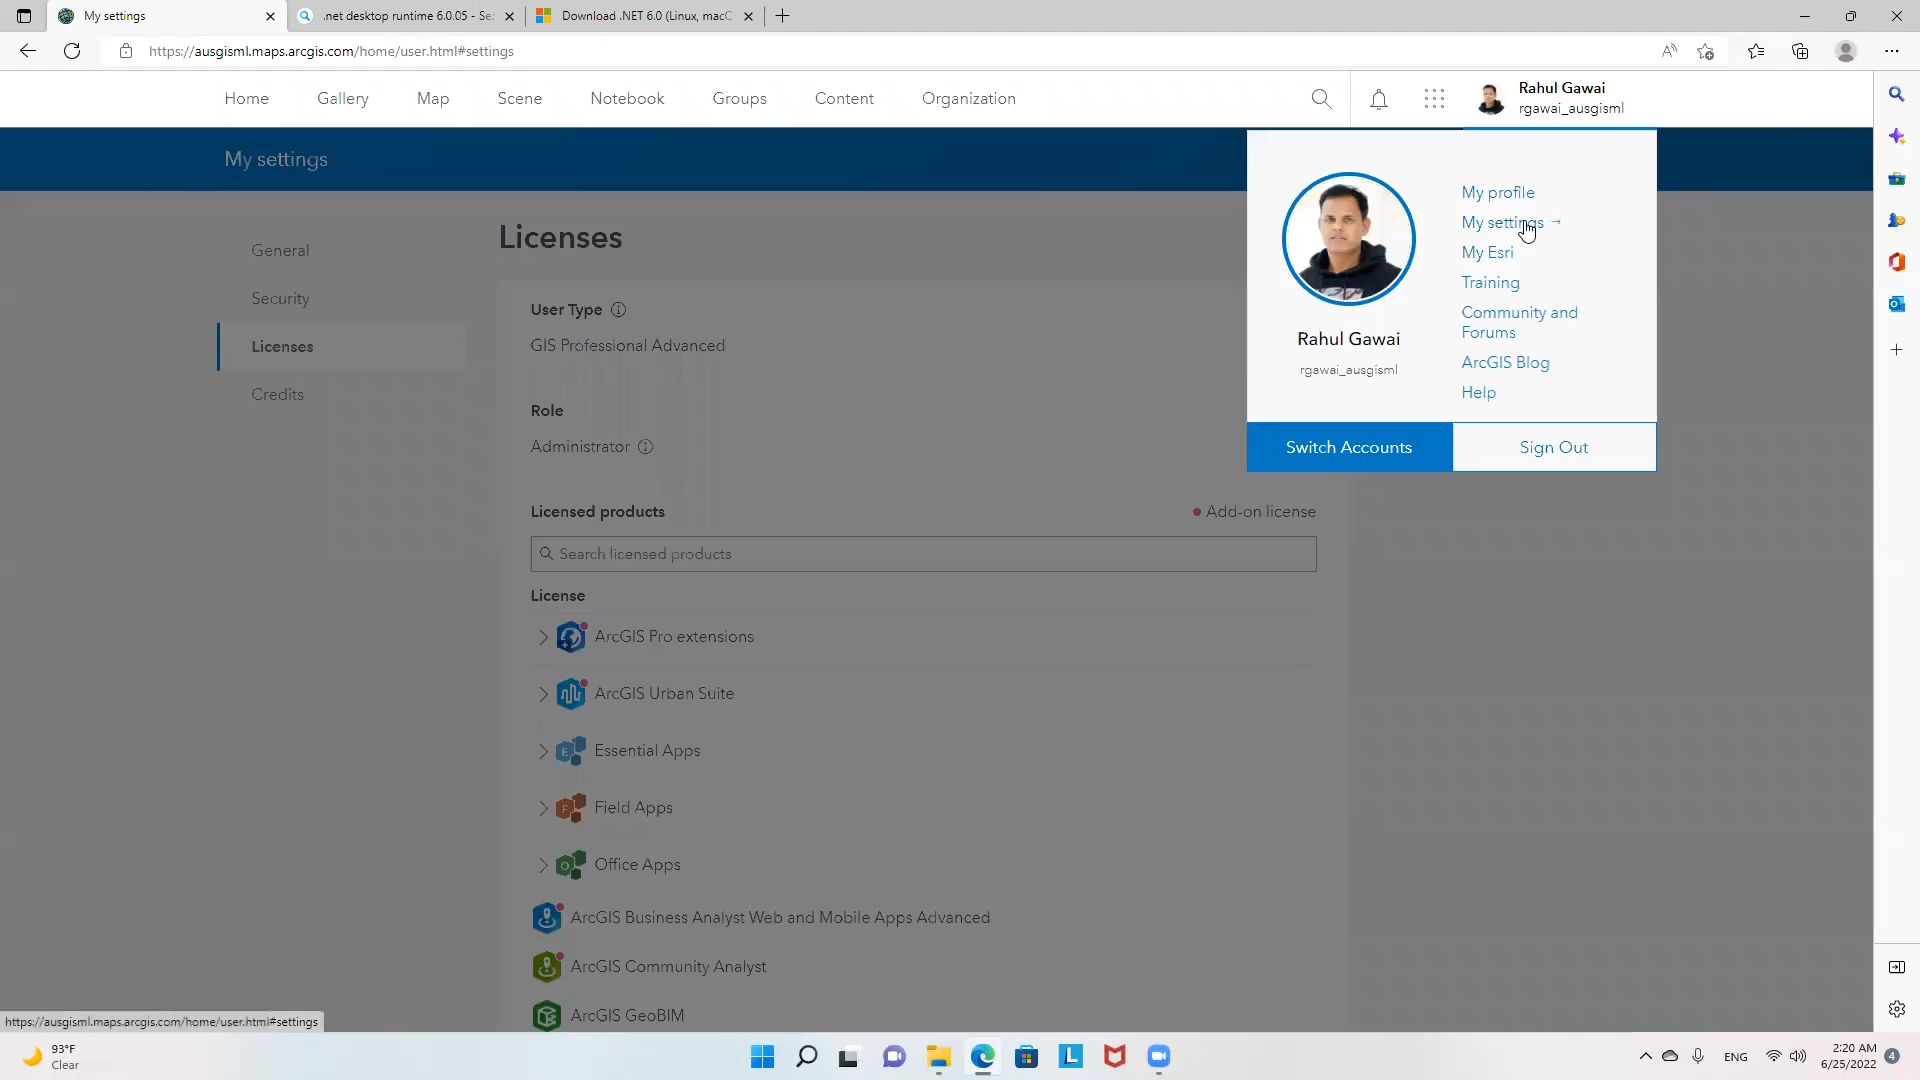 My settings
.net desktop runtime 6.0.05 - Se
Download .NET 6.0 (Linux, macC
https://ausgisml.maps.arcgis.com/home/user.html#settings
Home
Gallery
Map
Scene
Notebook
Groups
Content
Organization
Rahul Gawai
rgawai_ausgisml
My settings
General
Security
Licenses
Credits
Licenses
User Type
GIS Professional Advanced
Role
Administrator
Licensed products
Add-on license
Search licensed products
License
ArcGIS Pro extensions
ArcGIS Urban Suite
Essential Apps
Field Apps
Office Apps
ArcGIS Business Analyst Web and Mobile Apps Advanced
ArcGIS Community Analyst
ArcGIS GeoBIM
Rahul Gawai
rgawai_ausgisml
My profile
My settings →
My Esri
Training
Community and
Forums
ArcGIS Blog
Help
Switch Accounts
Sign Out
https://ausgisml.maps.arcgis.com/home/user.html#settings
93°F
Clear
ENG
2:20 AM
6/25/2022
4